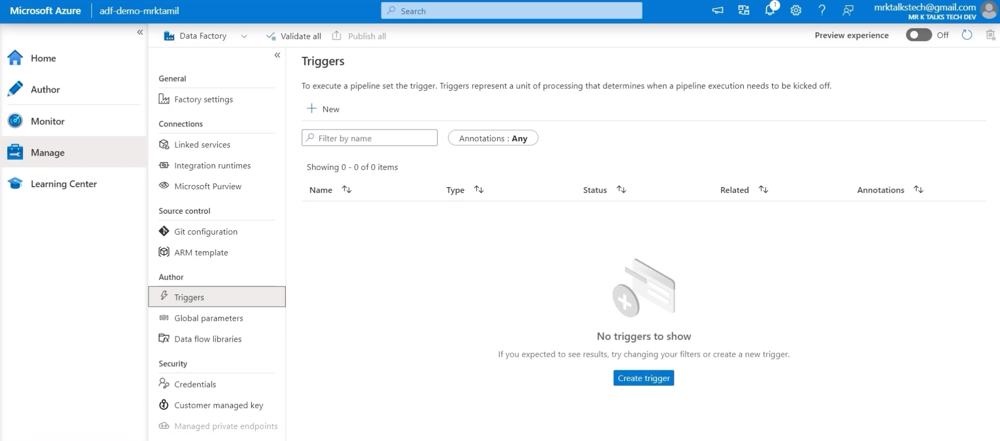 Microsoft Azure
adf-demo-mrktamil
Search
1
mrktalkstech@gmail.com
MR K TALKS TECH DEV
Data Factory
Validate all
Publish all
Preview experience
Off
Home
Author
Monitor
Manage
Learning Center
General
Factory settings
Connections
Linked services
Integration runtimes
Microsoft Purview
Source control
Git configuration
ARM template
Author
Triggers
Global parameters
Data flow libraries
Security
Credentials
Customer managed key
Managed private endpoints
Triggers
To execute a pipeline set the trigger. Triggers represent a unit of processing that determines when a pipeline execution needs to be kicked off.
New
Filter by name
Annotations : Any
Showing 0 - 0 of 0 items
Name Type Status Related Annotations
No triggers to show
If you expected to see results, try changing your filters or create a new trigger.
Create trigger